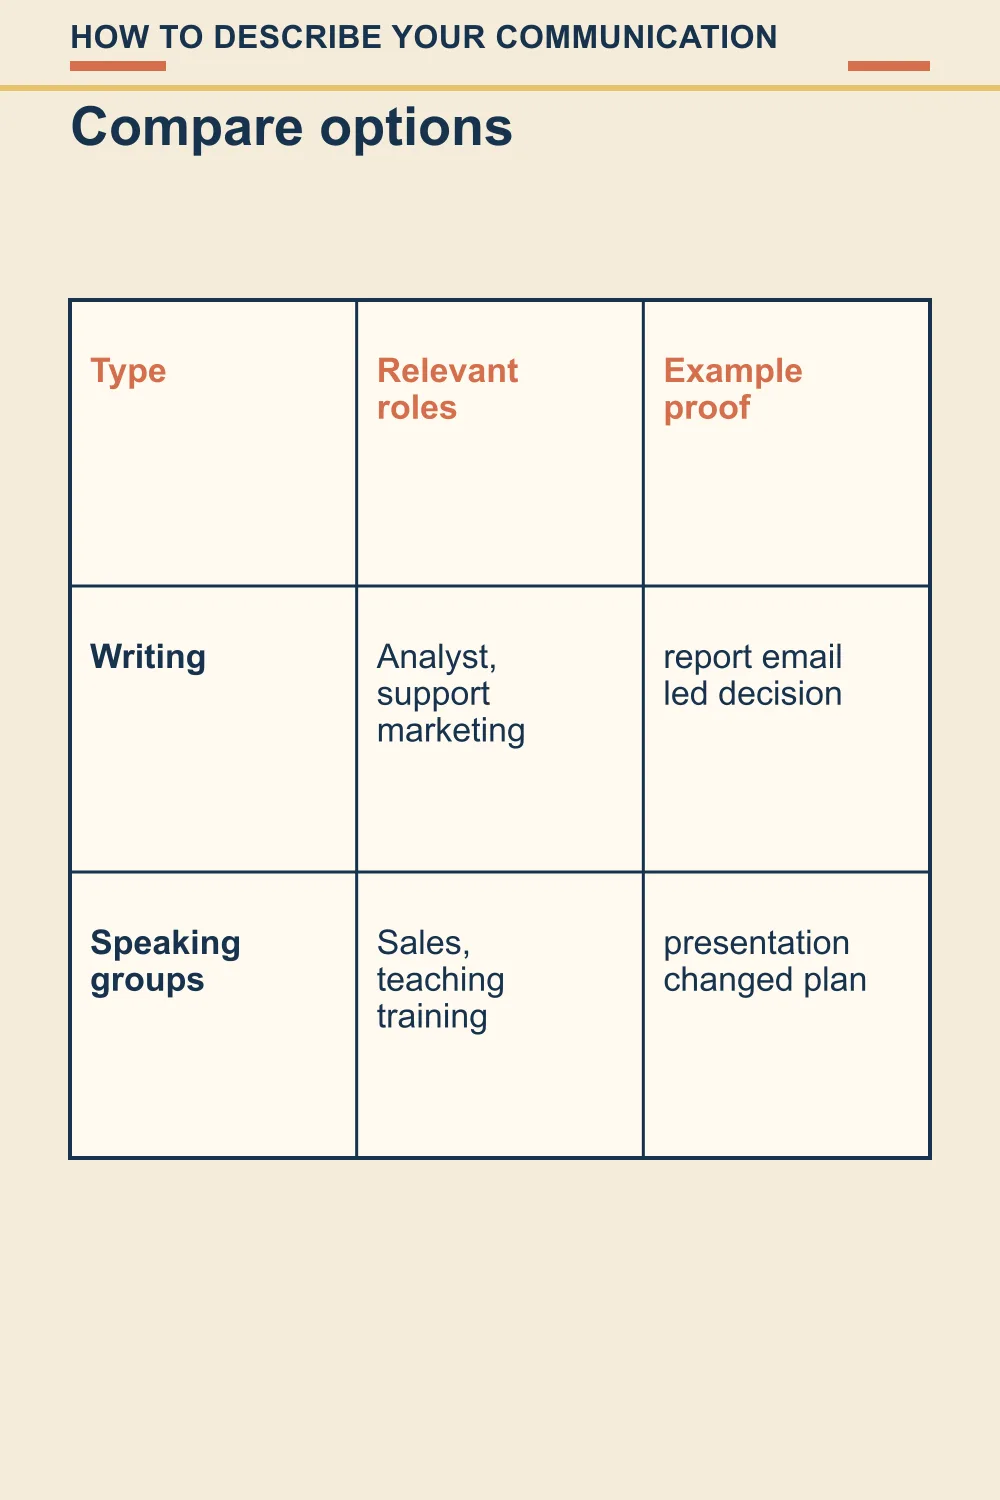 HOW TO DESCRIBE YOUR COMMUNICATION
Compare options
Type
Relevant
roles
Example
proof
Writing
Analyst,
support
marketing
report email
led decision
Speaking
groups
Sales,
teaching
training
presentation
changed plan